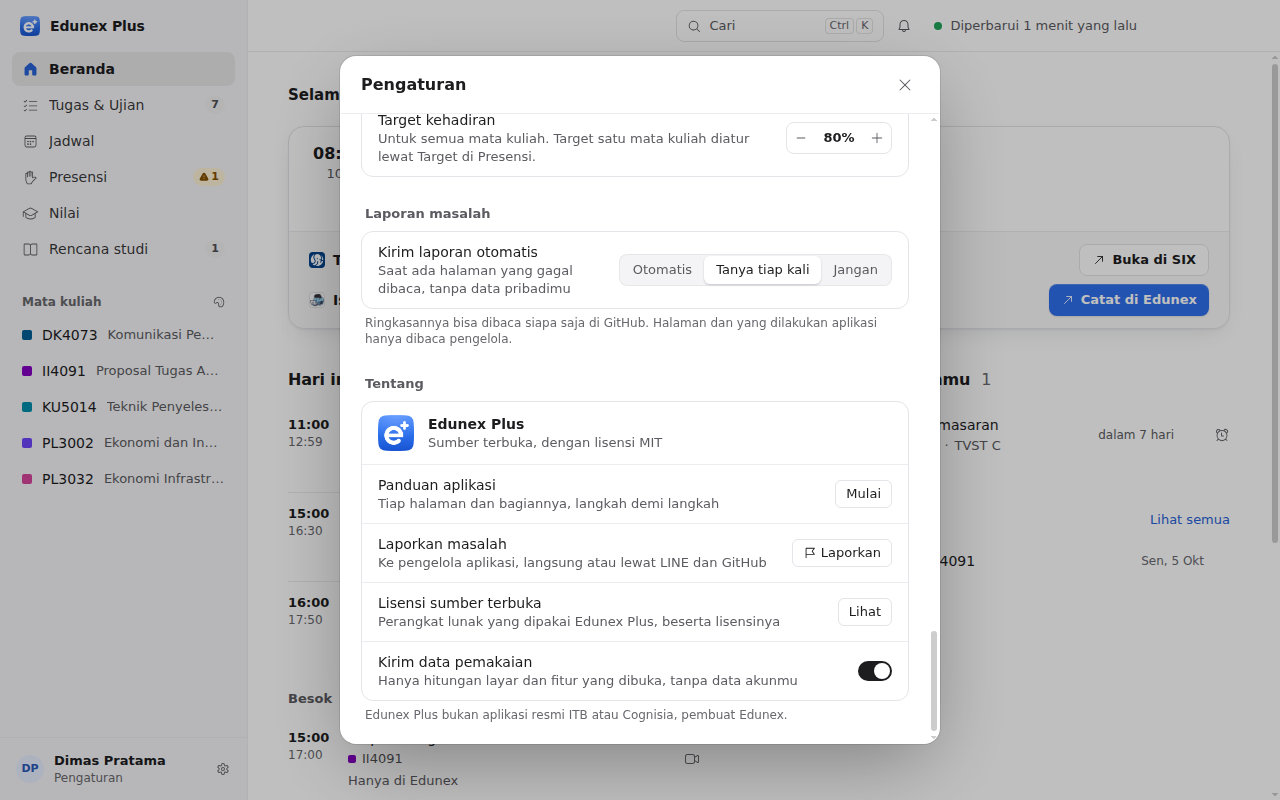 Edunex Plus
Cari
Ctrl K
Diperbarui 1 menit yang lalu
Beranda
Tugas & Ujian 7
Jadwal
Presensi 1
Nilai
Rencana studi 1
Mata kuliah
DK4073 Komunikasi Pe…
II4091 Proposal Tugas A…
KU5014 Teknik Penyeles…
PL3002 Ekonomi dan In…
PL3032 Ekonomi Infrastr…
Dimas Pratama
Pengaturan
DP
Pengaturan
Target kehadiran
Untuk semua mata kuliah. Target satu mata kuliah diatur
lewat Target di Presensi.
80%
Laporan masalah
Kirim laporan otomatis
Saat ada halaman yang gagal
dibaca, tanpa data pribadimu
Otomatis Tanya tiap kali Jangan
Ringkasannya bisa dibaca siapa saja di GitHub. Halaman dan yang dilakukan aplikasi
hanya dibaca pengelola.
Tentang
Edunex Plus
Sumber terbuka, dengan lisensi MIT
Panduan aplikasi
Tiap halaman dan bagiannya, langkah demi langkah
Mulai
Laporkan masalah
Ke pengelola aplikasi, langsung atau lewat LINE dan GitHub
Laporkan
Lisensi sumber terbuka
Perangkat lunak yang dipakai Edunex Plus, beserta lisensinya
Lihat
Kirim data pemakaian
Hanya hitungan layar dan fitur yang dibuka, tanpa data akunmu
Edunex Plus bukan aplikasi resmi ITB atau Cognisia, pembuat Edunex.
Buka di SIX
Catat di Edunex
Hari in
11:00
12:59
15:00
16:30
16:00
17:50
Besok
15:00
17:00
II4091
Hanya di Edunex
1
masaran
· TVST C
dalam 7 hari
Lihat semua
4091
Sen, 5 Okt